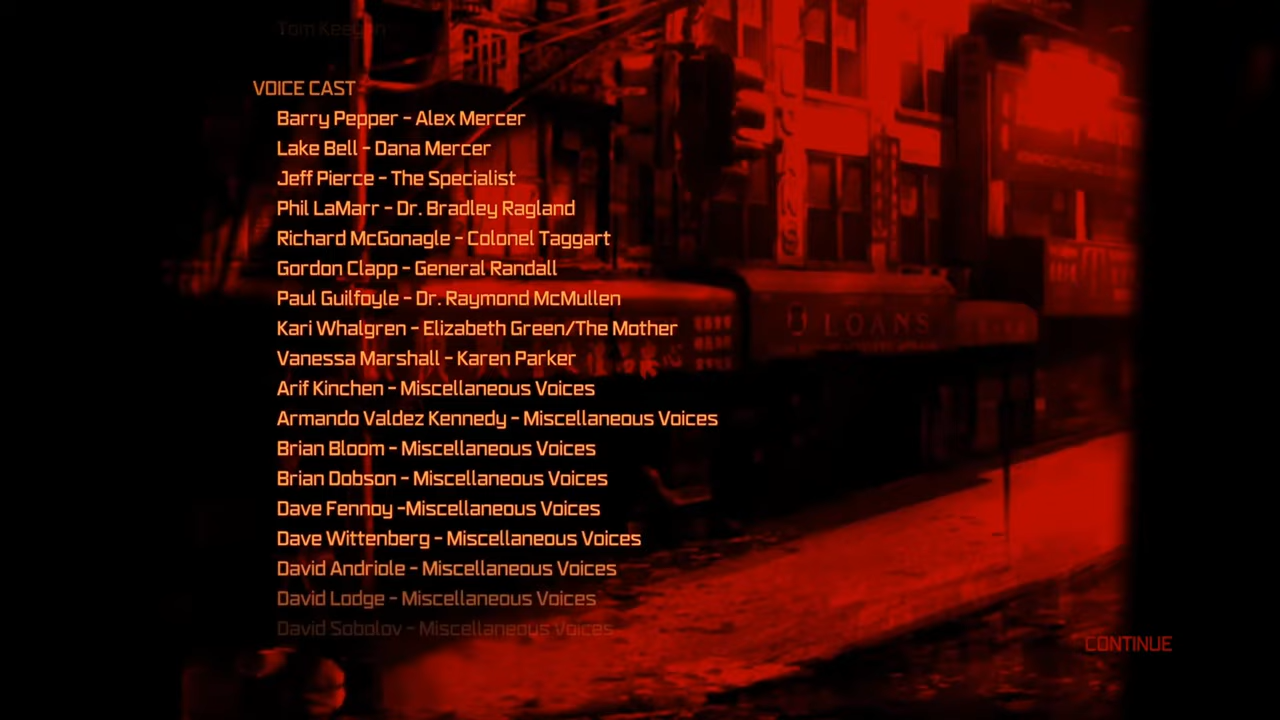 Tom Keegan
VOICE CAST
Barry Pepper - Alex Mercer
Lake Bell - Dana Mercer
Jeff Pierce - The Specialist
Phil LaMarr - Dr. Bradley Ragland
Richard McGonagle - Colonel Taggart
Gordon Clapp - General Randall
Paul Guilfoyle - Dr. Raymond McMullen
Kari Whalgren - Elizabeth Green/The Mother
Vanessa Marshall - Karen Parker
Arif Kinchen - Miscellaneous Voices
Armando Valdez Kennedy - Miscellaneous Voices
Brian Bloom - Miscellaneous Voices
Brian Dobson - Miscellaneous Voices
Dave Fennoy -Miscellaneous Voices
Dave Wittenberg - Miscellaneous Voices
David Andriole - Miscellaneous Voices
David Lodge - Miscellaneous Voices
David Sobolov - Miscellaneous Voices
LOANS
CONTINUE